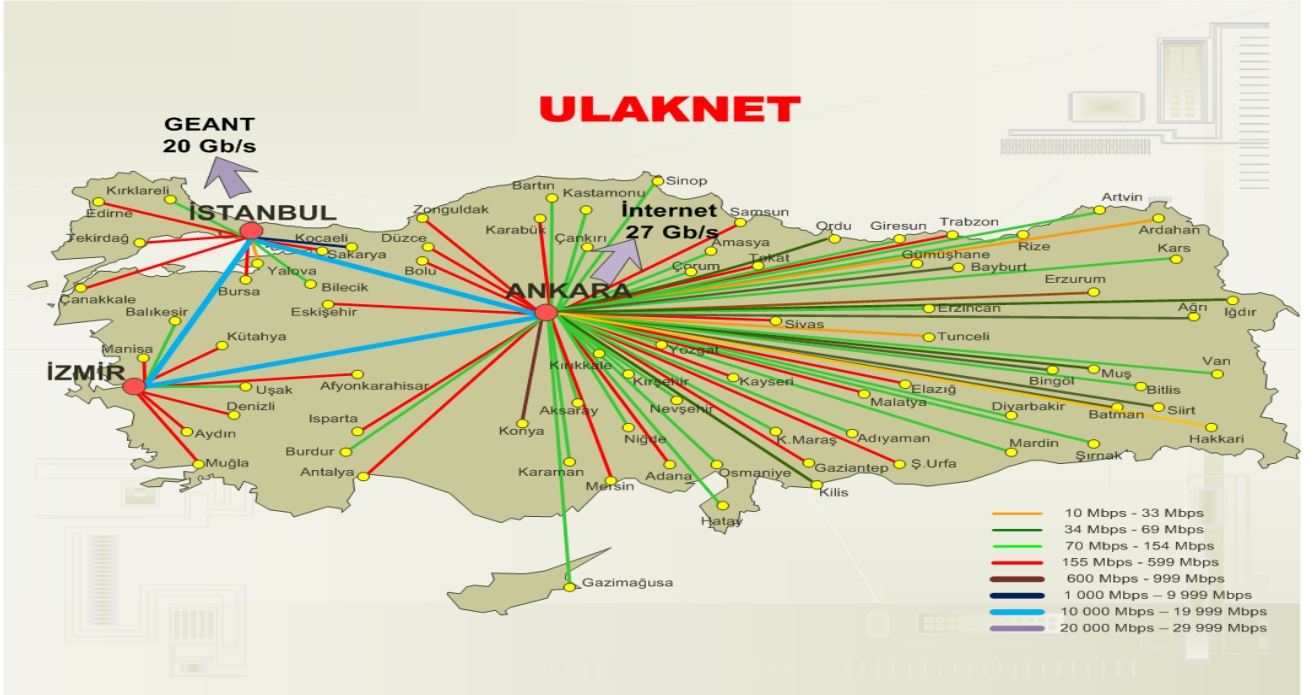 ULAKNET
GEANT
20 Gb/s
İnternet
27 Gb/s
Kırklareli
Edirne
İSTANBUL
Tekirdağ
Kocaeli
Sakarya
Yalova
Bursa
Bilecik
Çanakkale
Balıkeşir
Eskişehir
Kütahya
Manisa
İZMİR
Uşak
Afyonkarahisar
Denizli
Aydın
Muğla
Isparta
Burdur
Antalya
Zonguldak
Düzce
Bolu
Bartın
Kastamonu
Karabük
Çankırı
Sinop
ANKARA
Samsun
Amasya
Çorum
Tokat
Ordu
Giresun
Trabzon
Gümüşhane
Bayburt
Rize
Artvin
Ardahan
Kars
Erzurum
Erzincan
Ağrı
Iğdır
Sivas
Tunceli
Yozgat
Kırıkkale
Kırşehir
Kayseri
Nevşehir
Aksaray
Konya
Niğde
Karaman
Mersin
Adana
Osmaniye
Hatay
K.Maraş
Gaziantep
Kilis
Adıyaman
Ş.Urfa
Malatya
Elazığ
Diyarbakir
Mardin
Bingöl
Muş
Bitlis
Van
Batman
Siirt
Şırnak
Hakkari
Gazimağusa
10 Mbps - 33 Mbps
34 Mbps - 69 Mbps
70 Mbps - 154 Mbps
155 Mbps - 599 Mbps
600 Mbps - 999 Mbps
1 000 Mbps – 9 999 Mbps
10 000 Mbps – 19 999 Mbps
20 000 Mbps – 29 999 Mbps